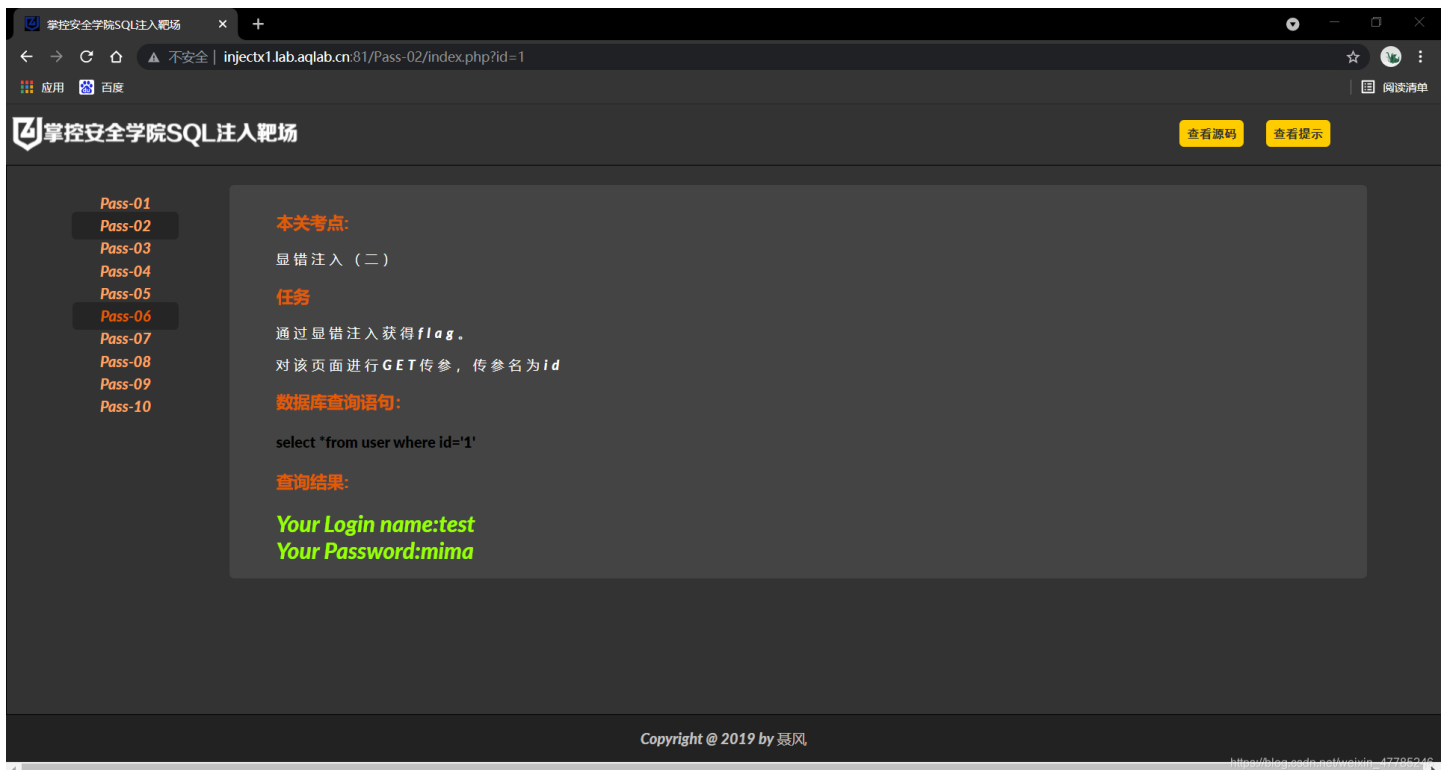 掌控安全学院SQL注入靶场
不安全 | injectx1.lab.aqlab.cn:81/Pass-02/index.php?id=1
应用 百度 阅读清单
掌控安全学院SQL注入靶场
查看源码 查看提示
Pass-01
Pass-02
Pass-03
Pass-04
Pass-05
Pass-06
Pass-07
Pass-08
Pass-09
Pass-10
本关考点:
显错注入（二）
任务
通过显错注入获得flag。
对该页面进行GET传参，传参名为id
数据库查询语句:
select *from user where id='1'
查询结果:
Your Login name:test
Your Password:mima
Copyright @ 2019 by 聂风
https://blog.csdn.net/weixin_47785246